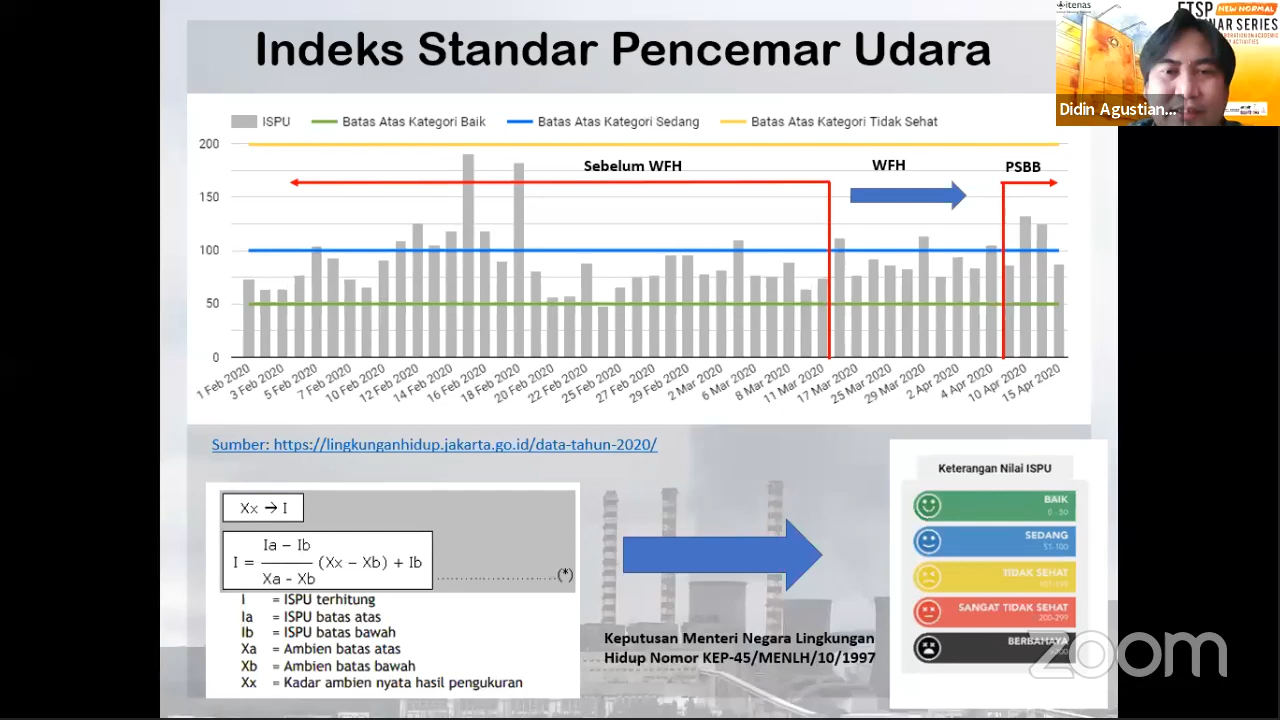 Indeks Standar Pencemar Udara
itenas
NEW NORMAL
Didin Agustian...
ISPU
Batas Atas Kategori Baik
Batas Atas Kategori Sedang
Batas Atas Kategori Tidak Sehat
200
150
100
50
0
Sebelum WFH
WFH
PSBB
1 Feb 2020
3 Feb 2020
5 Feb 2020
7 Feb 2020
10 Feb 2020
12 Feb 2020
14 Feb 2020
16 Feb 2020
18 Feb 2020
20 Feb 2020
22 Feb 2020
25 Feb 2020
27 Feb 2020
29 Feb 2020
2 Mar 2020
6 Mar 2020
8 Mar 2020
11 Mar 2020
17 Mar 2020
25 Mar 2020
29 Mar 2020
2 Apr 2020
4 Apr 2020
10 Apr 2020
15 Apr 2020
Sumber: https://lingkunganhidup.jakarta.go.id/data-tahun-2020/
Xx → I
I = Ia – Ib
(Xx – Xb) + Ib
Xa - Xb
(*)
I = ISPU terhitung
Ia = ISPU batas atas
Ib = ISPU batas bawah
Xa = Ambien batas atas
Xb = Ambien batas bawah
Xx = Kadar ambien nyata hasil pengukuran
Keputusan Menteri Negara Lingkungan
Hidup Nomor KEP-45/MENLH/10/1997
Keterangan Nilai ISPU
BAIK
0 - 50
SEDANG
51-100
TIDAK SEHAT
101-199
SANGAT TIDAK SEHAT
200-299
BERBAHAYA
zoom